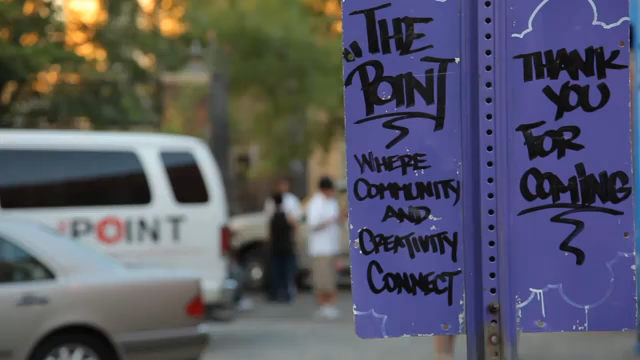 "THE
POINT
WHERE
COMMUNITY
AND
CREATIVITY
CONNECT
THANK
YOU
FOR
COMING
POINT